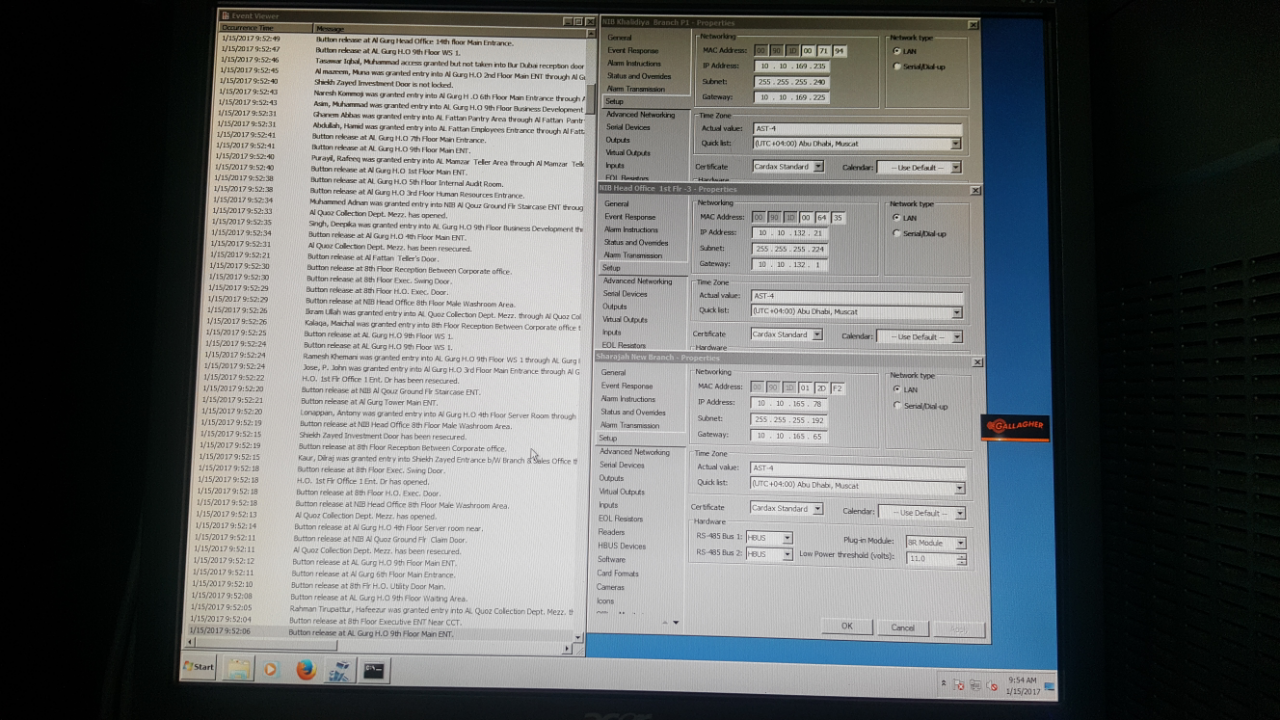 Event Viewer
Occurrence Time Message
1/15/2017 9:52:49 Button release at Al Gurg Head Office 14th floor Main Entrance.
1/15/2017 9:52:47 Button release at AL Gurg H.O 9th Floor WS 1.
1/15/2017 9:52:46 Tasawar Iqbal, Muhammad access granted but not taken into Bur Dubai reception door
1/15/2017 9:52:45 Al mazeem, Muna was granted entry into Al Gurg H.O 2nd Floor Main ENT through Al G
1/15/2017 9:52:40 Shiekh Zayed Investment Door is not locked.
1/15/2017 9:52:43 Naresh Kommoj was granted entry into Al Gurg H .O 6th Floor Main Entrance through A
1/15/2017 9:52:43 Asim, Muhammad was granted entry into AL Gurg H.O 9th Floor Business Development
1/15/2017 9:52:31 Ghanem Abbas was granted entry into AL Fattan Pantry Area through Al Fattan Pantr
1/15/2017 9:52:31 Abdullah, Hamid was granted entry into AL Fattan Employees Entrance through Al Fatt
1/15/2017 9:52:41 Button release at AL Gurg H.O 7th Floor Main Entrance.
1/15/2017 9:52:41 Button release at AL Gurg H.O 9th Floor Main ENT.
1/15/2017 9:52:40 Purayil, Rafeeq was granted entry into AL Mamzar Teller Area through Al Mamzar Telle
1/15/2017 9:52:40 Button release at AL Gurg H.O 1st Floor Main ENT.
1/15/2017 9:52:38 Button release at AL Gurg H.O 5th Floor Internal Audit Room.
1/15/2017 9:52:38 Button release at AL Gurg H.O 3rd Floor Human Resources Entrance.
1/15/2017 9:52:34 Muhammed Adnan was granted entry into NIB Al Qouz Ground Flr Staircase ENT throug
1/15/2017 9:52:33 Al Quoz Collection Dept. Mezz. has opened.
1/15/2017 9:52:35 Singh, Deepika was granted entry into AL Gurg H.O 9th Floor Business Development the
1/15/2017 9:52:34 Button release at AL Gurg H.O 4th Floor Main ENT.
1/15/2017 9:52:31 Al Quoz Collection Dept. Mezz. has been resecured.
1/15/2017 9:52:32 Button release at Al Fattan Teller's Door.
1/15/2017 9:52:30 Button release at 8th Floor Reception Between Corporate office.
1/15/2017 9:52:30 Button release at 8th Floor Exec. Swing Door.
1/15/2017 9:52:29 Button release at 8th Floor H.O. Exec. Door.
1/15/2017 9:52:29 Button release at NIB Head Office 8th Floor Male Washroom Area.
1/15/2017 9:52:26 Ikram Ullah was granted entry into AL Quoz Collection Dept. Mezz. through Al Quoz Col
1/15/2017 9:52:26 Kalaqa, Maichal was granted entry into 8th Floor Reception Between Corporate office t
1/15/2017 9:52:25 Button release at AL Gurg H.O 9th Floor WS 1.
1/15/2017 9:52:24 Button release at AL Gurg H.O 9th Floor WS 1.
1/15/2017 9:52:24 Ramesh Khemani was granted entry into AL Gurg H.O 9th Floor WS 1 through AL Gurg I
1/15/2017 9:52:24 Jose, P. John was granted entry into AL Gurg H.O 3rd Floor Main Entrance through Al G
1/15/2017 9:52:22 H.O. 1st Flr Office 1 Ent. Dr has been resecured.
1/15/2017 9:52:20 Button release at NIB Al Qouz Ground Flr Staircase ENT.
1/15/2017 9:52:21 Button release at AL Gurg Tower Main ENT.
1/15/2017 9:52:20 Lonappan, Antony was granted entry into Al Gurg H.O 4th Floor Server Room through
1/15/2017 9:52:19 Button release at NIB Head Office 8th Floor Male Washroom Area.
1/15/2017 9:52:15 Shiekh Zayed Investment Door has been resecured.
1/15/2017 9:52:19 Button release at 8th Floor Reception Between Corporate office.
1/15/2017 9:52:15 Kaur, Dilraj was granted entry into Shiekh Zayed Entrance b/W Branch & Sales Office th
1/15/2017 9:52:18 Button release at 8th Floor Exec. Swing Door.
1/15/2017 9:52:18 H.O. 1st Flr Office 1 Ent. Dr has opened.
1/15/2017 9:52:18 Button release at 8th Floor H.O. Exec. Door.
1/15/2017 9:52:18 Button release at NIB Head Office 8th Floor Male Washroom Area.
1/15/2017 9:52:13 Al Quoz Collection Dept. Mezz. has opened.
1/15/2017 9:52:14 Button release at AL Gurg H.O 4th Floor Server room near.
1/15/2017 9:52:11 Button release at NIB Al Qouz Ground Flr Claim Door.
1/15/2017 9:52:11 Al Quoz Collection Dept. Mezz. has been resecured.
1/15/2017 9:52:12 Button release at AL Gurg H.O 9th Floor Main ENT.
1/15/2017 9:52:11 Button release at Al Gurg 6th Floor Main Entrance.
1/15/2017 9:52:10 Button release at 8th Flr H.O. Utility Door Main.
1/15/2017 9:52:08 Button release at AL Gurg H.O 9th Floor Waiting Area.
1/15/2017 9:52:05 Rahman Tirupattur, Hafeezur was granted entry into AL Quoz Collection Dept. Mezz. th
1/15/2017 9:52:04 Button release at 8th Floor Executive ENT Near CCT.
1/15/2017 9:52:06 Button release at AL Gurg H.O 9th Floor Main ENT.
NIB Khalidiya Branch P1 - Properties
General
Event Response
Alarm Instructions
Status and Overrides
Alarm Transmission
Setup
Advanced Networking
Serial Devices
Outputs
Virtual Outputs
Inputs
EOL Resistors
Networking
MAC Address: 00 90 1D 00 71 94
IP Address: 10 . 10 . 169 . 235
Subnet: 255 . 255 . 255 . 240
Gateway: 10 . 10 . 169 . 225
Network type
LAN
Serial/Dial-up
Time Zone
Actual value: AST-4
Quick list: (UTC+04:00) Abu Dhabi, Muscat
Certificate Cardax Standard Calendar: -- Use Default --
Hardware
NIB Head Office 1st Flr -3 - Properties
General
Event Response
Alarm Instructions
Status and Overrides
Alarm Transmission
Setup
Advanced Networking
Serial Devices
Outputs
Virtual Outputs
Inputs
EOL Resistors
Networking
MAC Address: 00 90 1D 00 64 35
IP Address: 10 . 10 . 132 . 21
Subnet: 255 . 255 . 255 . 224
Gateway: 10 . 10 . 132 . 1
Network type
LAN
Serial/Dial-up
Time Zone
Actual value: AST-4
Quick list: (UTC+04:00) Abu Dhabi, Muscat
Certificate Cardax Standard Calendar: -- Use Default --
Hardware
Sharajah New Branch - Properties
General
Event Response
Alarm Instructions
Status and Overrides
Alarm Transmission
Setup
Advanced Networking
Serial Devices
Outputs
Virtual Outputs
Inputs
EOL Resistors
Readers
HBUS Devices
Software
Card Formats
Cameras
Icons
Networking
MAC Address: 00 90 1D 01 2D F2
IP Address: 10 . 10 . 165 . 78
Subnet: 255 . 255 . 255 . 192
Gateway: 10 . 10 . 165 . 65
Network type
LAN
Serial/Dial-up
Time Zone
Actual value: AST-4
Quick list: (UTC+04:00) Abu Dhabi, Muscat
Certificate Cardax Standard Calendar: -- Use Default --
Hardware
RS-485 Bus 1: HBUS Plug-in Module: 8R Module
RS-485 Bus 2: HBUS Low Power threshold (volts): 11.0
OK Cancel Apply
GALLAGHER
Start
9:54 AM
1/15/2017